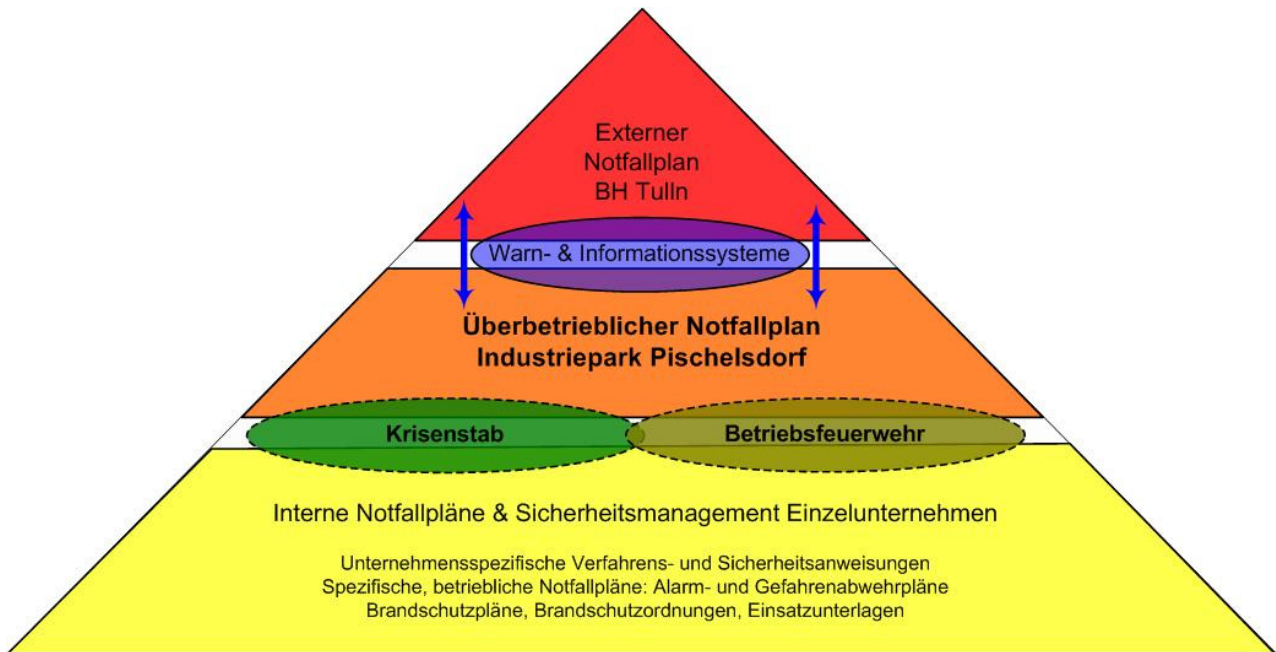 Externer
Notfallplan
BH Tulln
Warn- & Informationssysteme
Überbetrieblicher Notfallplan
Industriepark Pischelsdorf
Krisenstab
Betriebsfeuerwehr
Interne Notfallpläne & Sicherheitsmanagement Einzelunternehmen
Unternehmensspezifische Verfahrens- und Sicherheitsanweisungen
Spezifische, betriebliche Notfallpläne: Alarm- und Gefahrenabwehrpläne
Brandschutzpläne, Brandschutzordnungen, Einsatzunterlagen